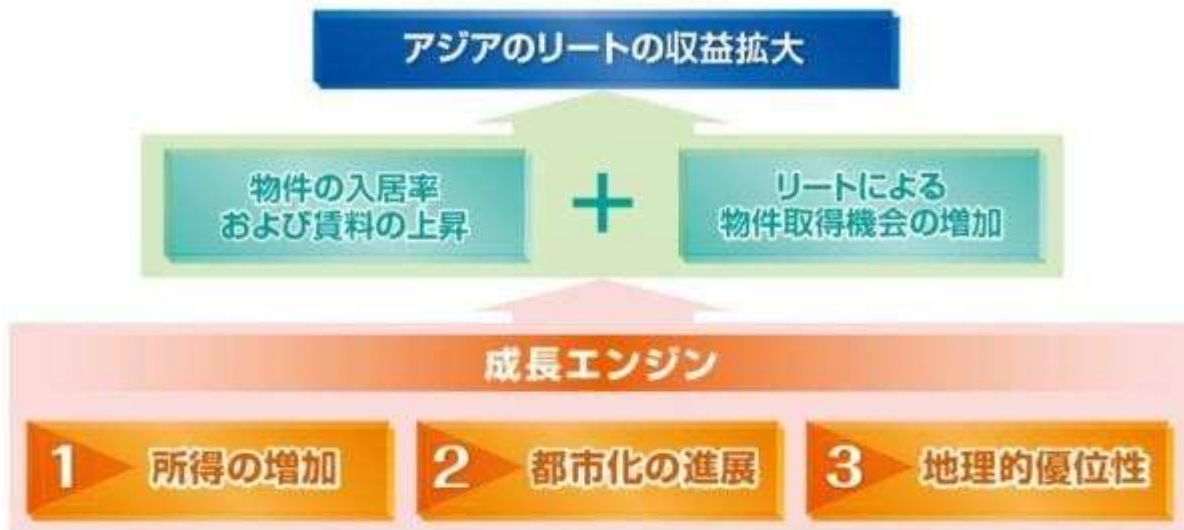 アジアのリートの収益拡大
物件の入居率
および賃料の上昇
+
リートによる
物件取得機会の増加
成長エンジン
1 所得の増加
2 都市化の進展
3 地理的優位性